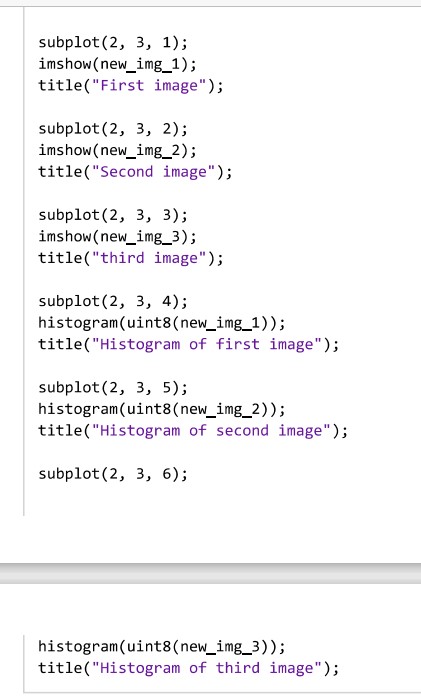 subplot(2, 3, 1);
imshow(new_img_1);
title("First image");
subplot(2, 3, 2);
imshow(new_img_2);
title("Second image");
subplot(2, 3, 3);
imshow(new_img_3);
title("third image");
subplot(2, 3, 4);
histogram(uint8(new_img_1));
title("Histogram of first image");
subplot(2, 3, 5);
histogram(uint8(new_img_2));
title("Histogram of second image");
subplot(2, 3, 6);
histogram(uint8(new_img_3));
title("Histogram of third image");